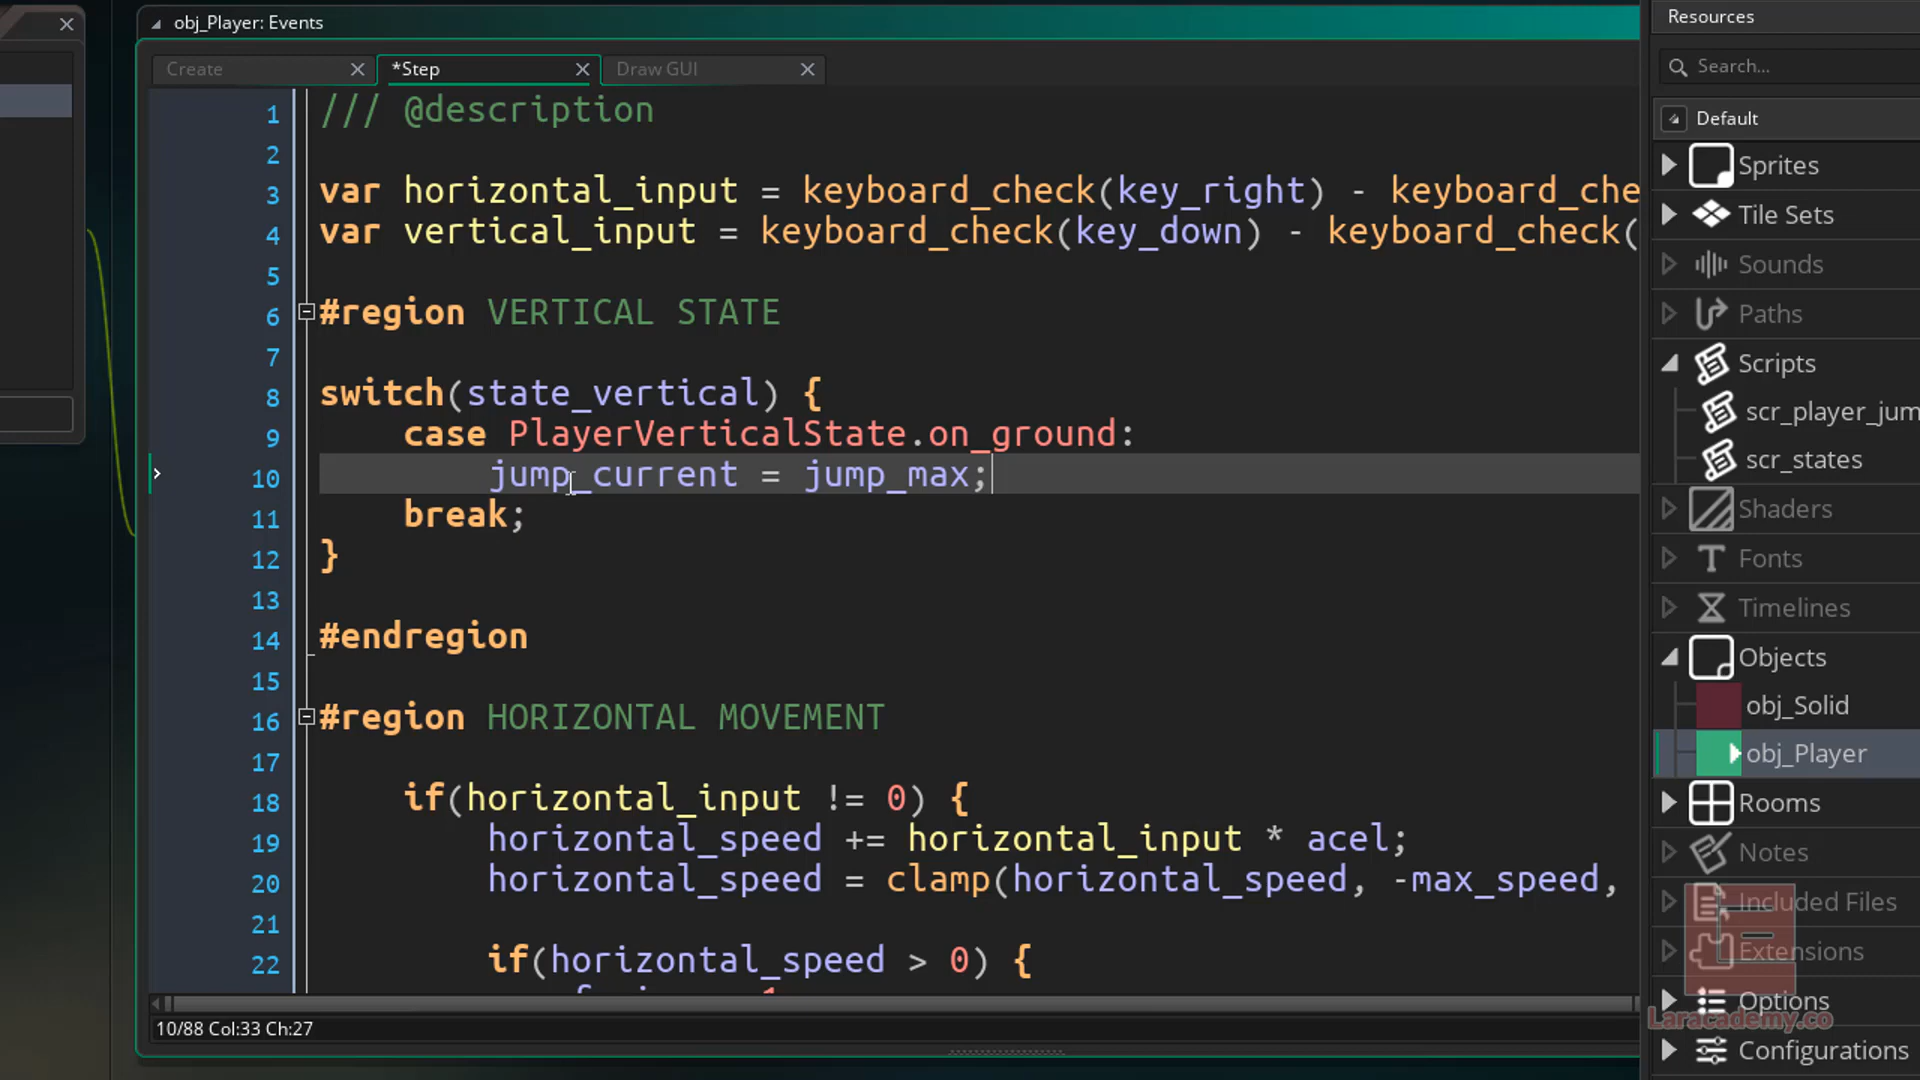 obj_Player: Events
Create
*Step
Draw GUI
1 /// @description
2
3 var horizontal_input = keyboard_check(key_right) - keyboard_che
4 var vertical_input = keyboard_check(key_down) - keyboard_check(
5
6 #region VERTICAL STATE
7
8 switch(state_vertical) {
9 case PlayerVerticalState.on_ground:
10 jump_current = jump_max;
11 break;
12 }
13
14 #endregion
15
16 #region HORIZONTAL MOVEMENT
17
18 if(horizontal_input != 0) {
19 horizontal_speed += horizontal_input * acel;
20 horizontal_speed = clamp(horizontal_speed, -max_speed,
21
22 if(horizontal_speed > 0) {
10/88 Col:33 Ch:27
Resources
Search...
Default
Sprites
Tile Sets
Sounds
Paths
Scripts
scr_player_jum
scr_states
Shaders
Fonts
Timelines
Objects
obj_Solid
obj_Player
Rooms
Notes
Included Files
Extensions
Options
Laracademy.co
Configurations